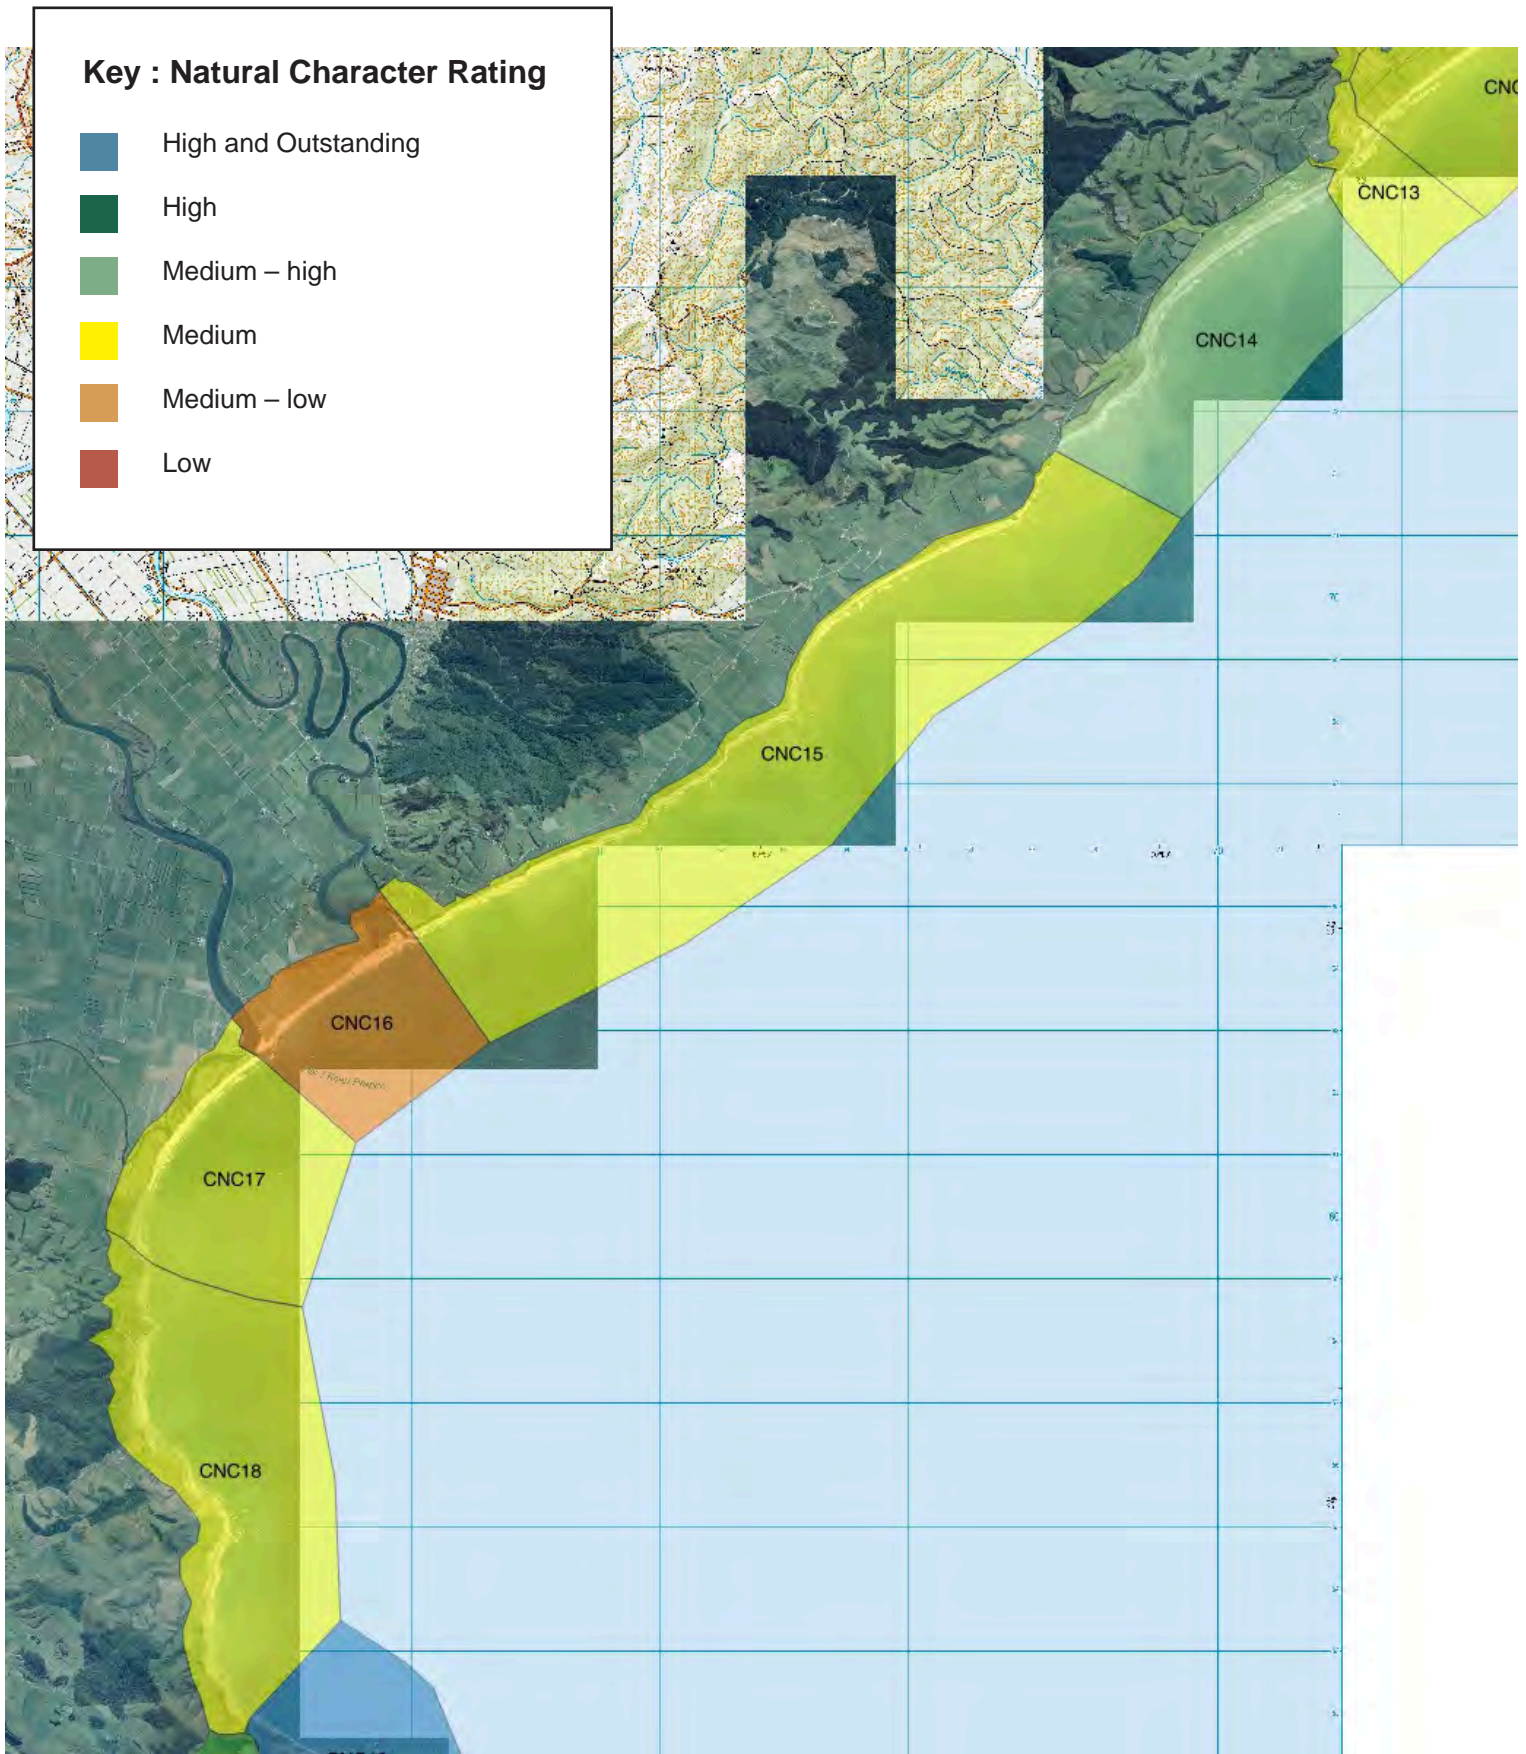 Key : Natural Character Rating
High and Outstanding
High
Medium – high
Medium
Medium – low
Low
CNC13
CNC14
CNC15
CNC16
CNC17
CNC18